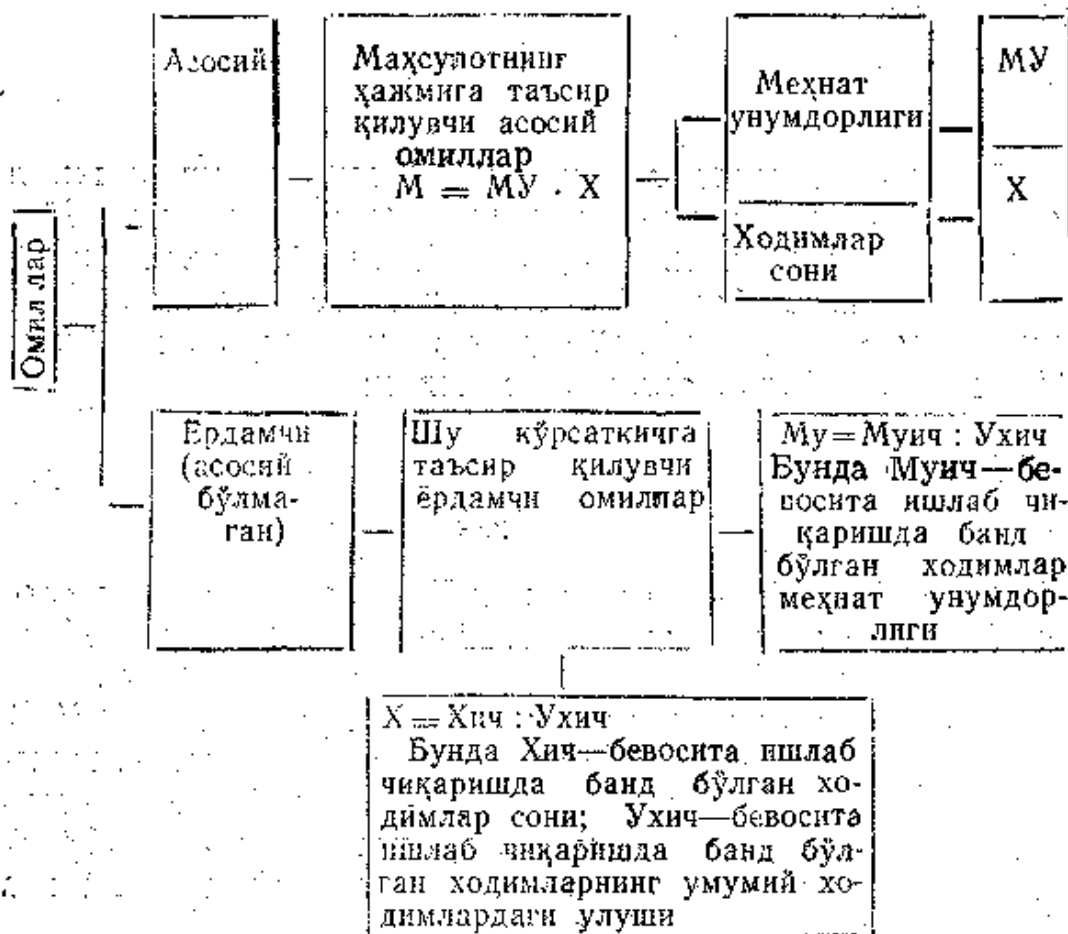 Омиллар
Асосий
Маҳсулотнинг
ҳажмига таъсир
қилувчи асосий
омиллар
М = МУ · Х
Меҳнат
унумдорлиги
Ходимлар
сони
МУ
Х
Ёрдамчи
(асосий
бўлма-
ган)
Шу кўрсаткичга
таъсир қилувчи
ёрдамчи омиллар
Му = Муич : Ухич
Бунда Муич—бе-
восита ишлаб чи-
қаришда банд
бўлган ходимлар
меҳнат унумдор-
лиги
Х = Хич : Ухич
Бунда Хич—бевосита ишлаб
чиқаришда банд бўлган хо-
димлар сони; Ухич—бевосита
ишлаб чиқаришда банд бўл-
ган ходимларнинг умумий хо-
димлардаги улуши